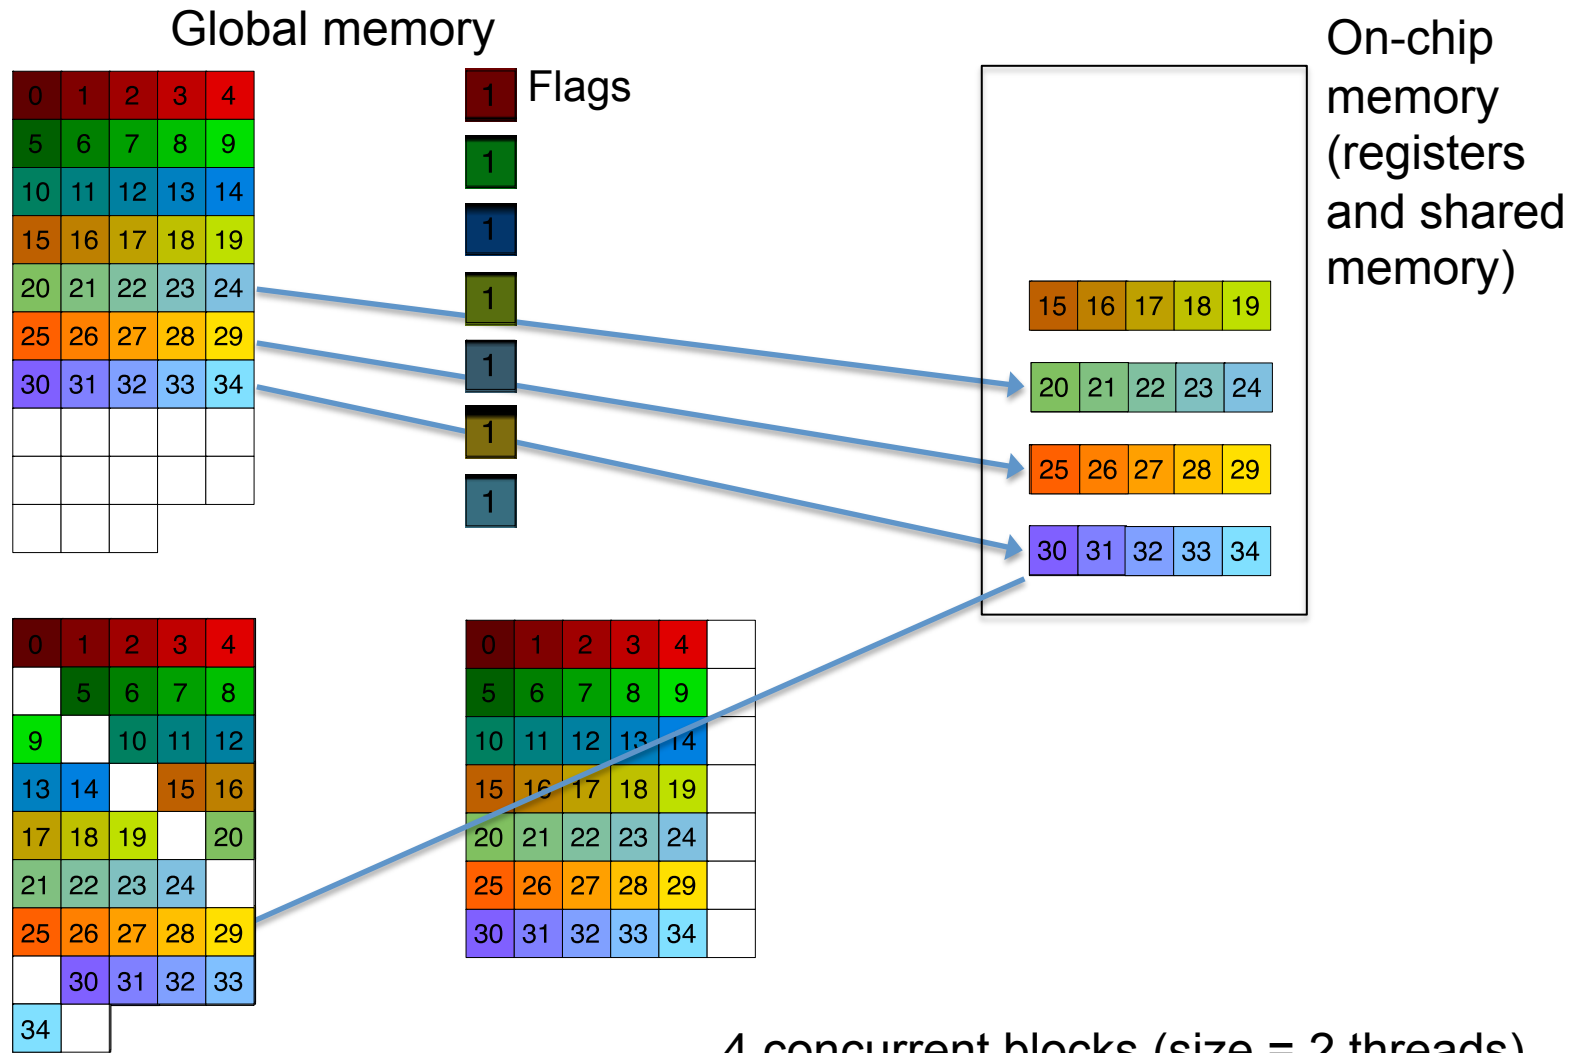 Global memory
0 1 2 3 4
5 6 7 8 9
10 11 12 13 14
15 16 17 18 19
20 21 22 23 24
25 26 27 28 29
30 31 32 33 34
Flags
1
1
1
1
1
1
1
On-chip
memory
(registers
and shared
memory)
15 16 17 18 19
20 21 22 23 24
25 26 27 28 29
30 31 32 33 34
0 1 2 3 4
5 6 7 8
9 10 11 12
13 14 15 16
17 18 19 20
21 22 23 24
25 26 27 28 29
30 31 32 33
34
0 1 2 3 4
5 6 7 8 9
10 11 12 13 14
15 16 17 18 19
20 21 22 23 24
25 26 27 28 29
30 31 32 33 34
4 concurrent blocks (size = 2 threads)